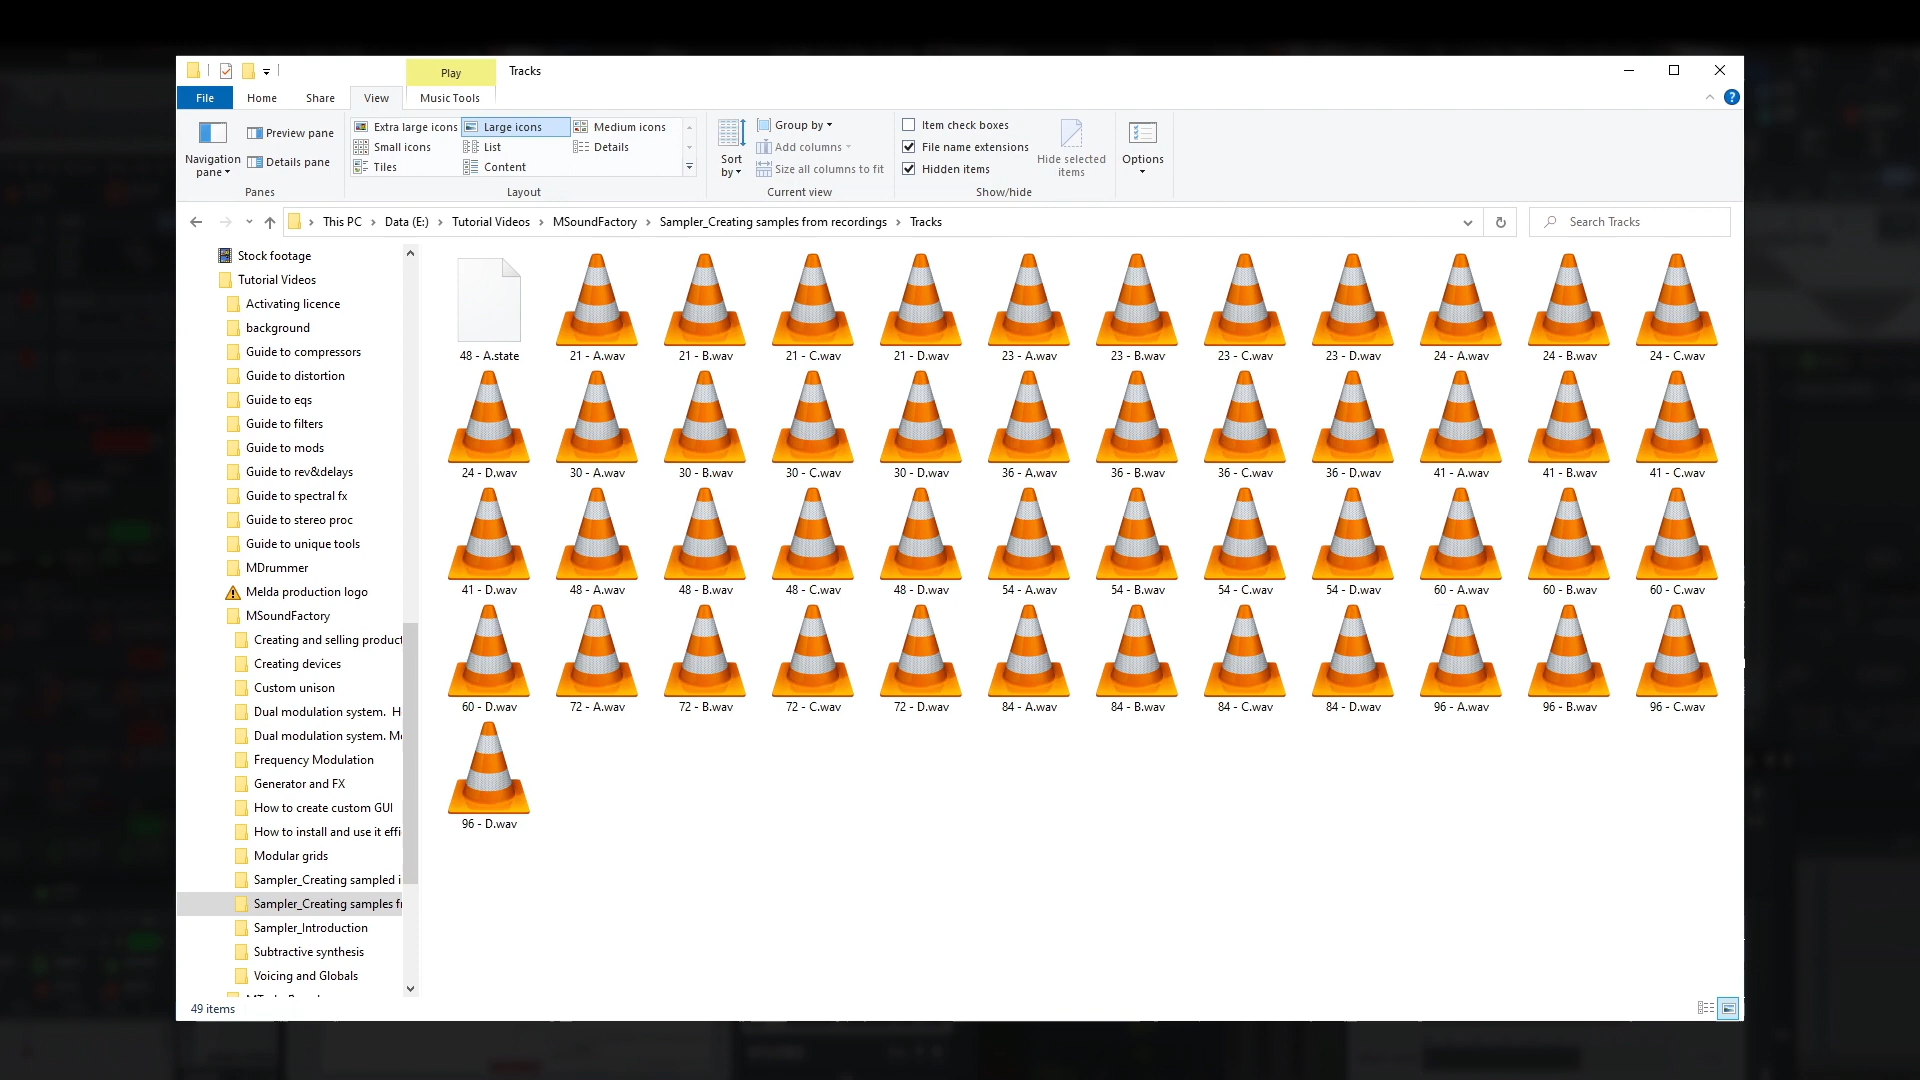 Play
Tracks
File
Home
Share
View
Music Tools
Navigation
pane
Preview pane
Details pane
Panes
Extra large icons
Large icons
Medium icons
Small icons
List
Details
Tiles
Content
Layout
Sort
by
Group by
Add columns
Size all columns to fit
Current view
Item check boxes
File name extensions
Hidden items
Hide selected
items
Show/hide
Options
This PC > Data (E:) > Tutorial Videos > MSoundFactory > Sampler_Creating samples from recordings > Tracks
Search Tracks
Stock footage
Tutorial Videos
Activating licence
background
Guide to compressors
Guide to distortion
Guide to eqs
Guide to filters
Guide to mods
Guide to rev&delays
Guide to spectral fx
Guide to stereo proc
Guide to unique tools
MDrummer
Melda production logo
MSoundFactory
Creating and selling product
Creating devices
Custom unison
Dual modulation system. H
Dual modulation system. M
Frequency Modulation
Generator and FX
How to create custom GUI
How to install and use it effi
Modular grids
Sampler_Creating sampled i
Sampler_Creating samples f
Sampler_Introduction
Subtractive synthesis
Voicing and Globals
48 - A.state 21 - A.wav 21 - B.wav 21 - C.wav 21 - D.wav 23 - A.wav 23 - B.wav 23 - C.wav 23 - D.wav 24 - A.wav 24 - B.wav 24 - C.wav
24 - D.wav 30 - A.wav 30 - B.wav 30 - C.wav 30 - D.wav 36 - A.wav 36 - B.wav 36 - C.wav 36 - D.wav 41 - A.wav 41 - B.wav 41 - C.wav
41 - D.wav 48 - A.wav 48 - B.wav 48 - C.wav 48 - D.wav 54 - A.wav 54 - B.wav 54 - C.wav 54 - D.wav 60 - A.wav 60 - B.wav 60 - C.wav
60 - D.wav 72 - A.wav 72 - B.wav 72 - C.wav 72 - D.wav 84 - A.wav 84 - B.wav 84 - C.wav 84 - D.wav 96 - A.wav 96 - B.wav 96 - C.wav
96 - D.wav
49 items